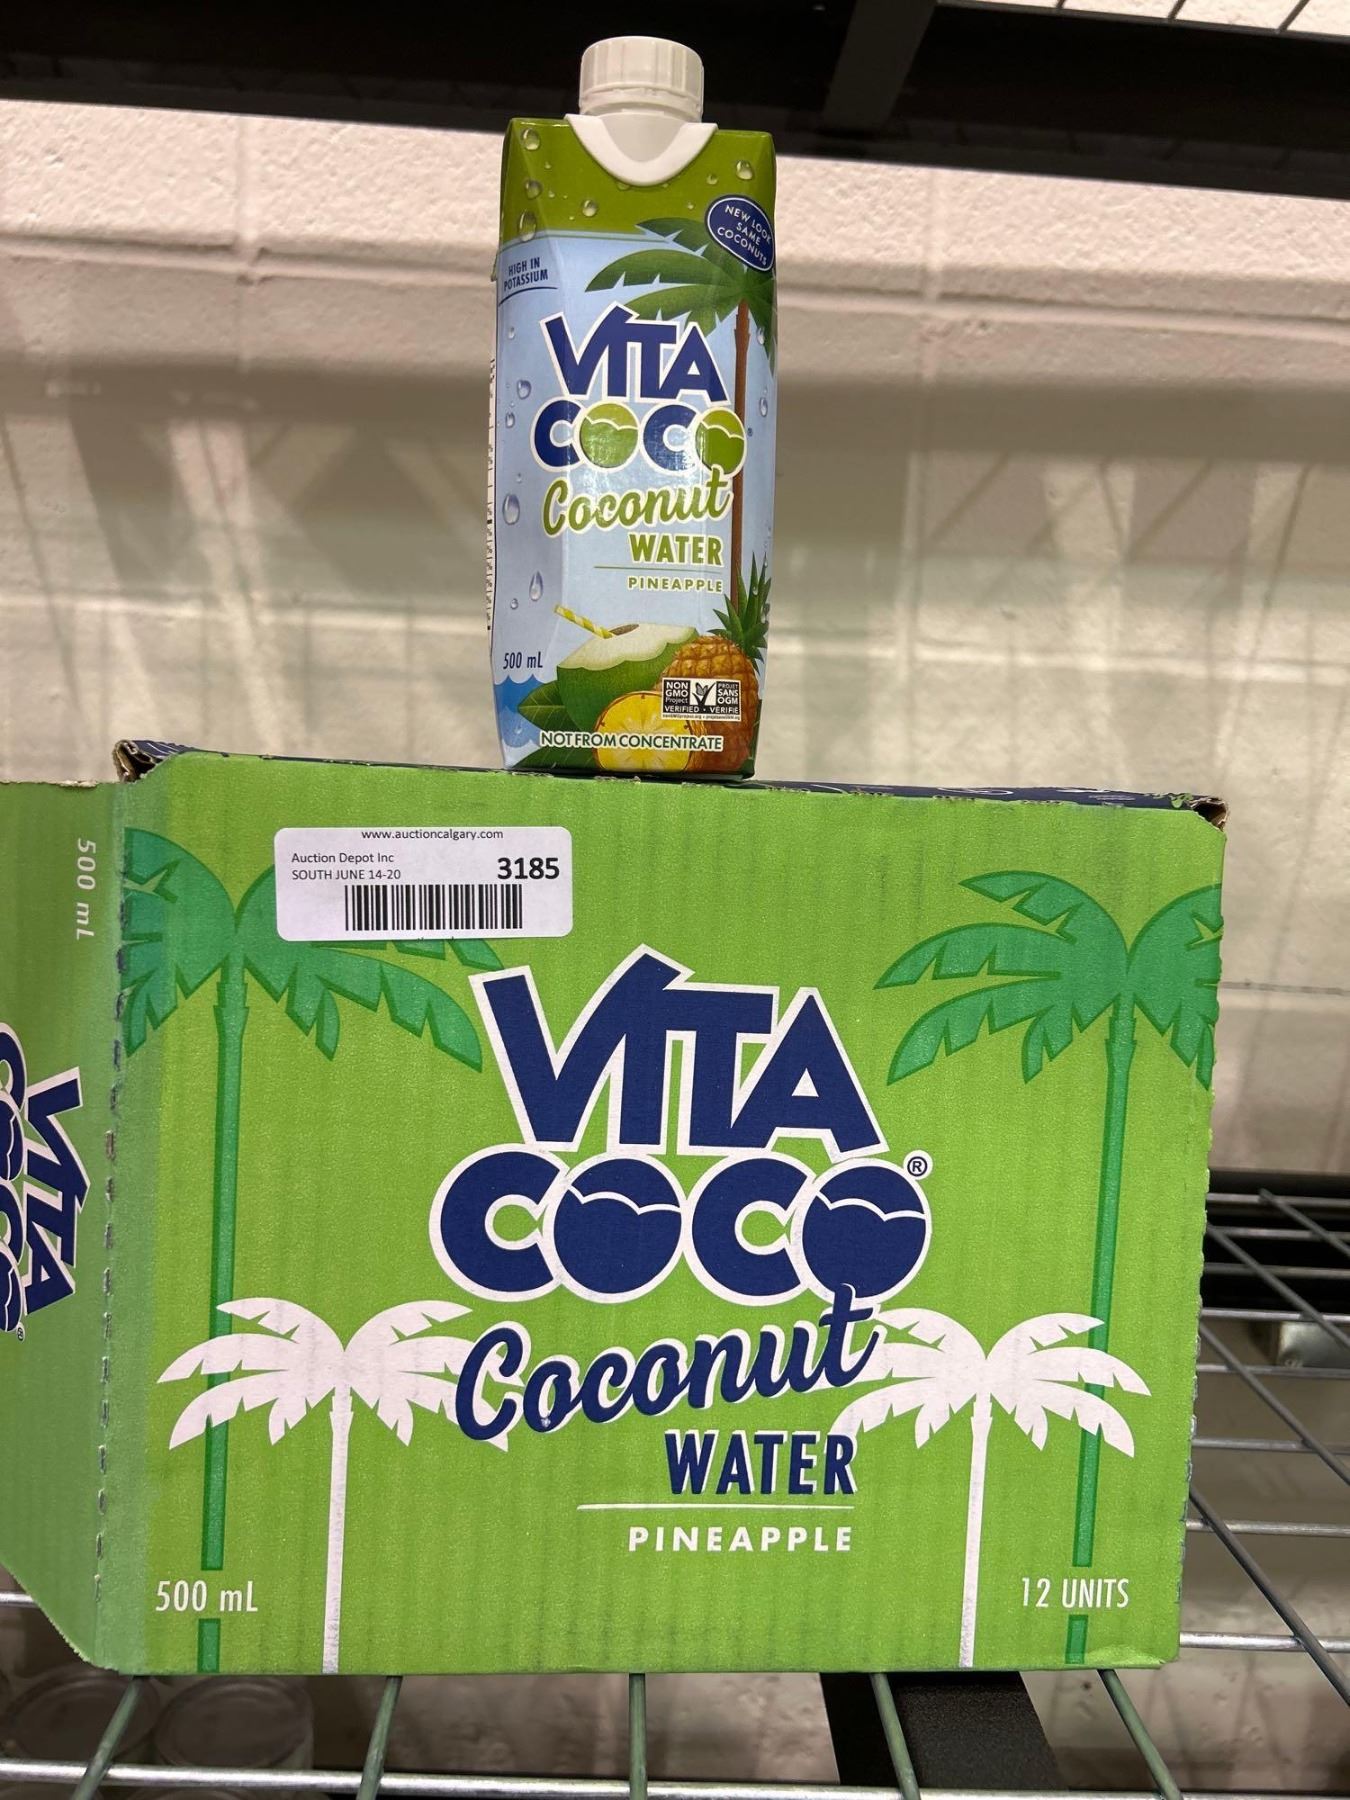 NEW LOOK
SAME
COCONUTS
HIGH IN
POTASSIUM
VITA
COCO
Coconut
WATER
PINEAPPLE
500 mL
NON
GMO
Project
VERIFIED
PROJET
SANS
OGM
VÉRIFIÉ
NOT FROM CONCENTRATE
www.auctioncalgary.com
Auction Depot Inc
SOUTH JUNE 14-20
3185
500 mL
VITA
COCO®
VITA
COCO®
Coconut
WATER
PINEAPPLE
500 mL
12 UNITS